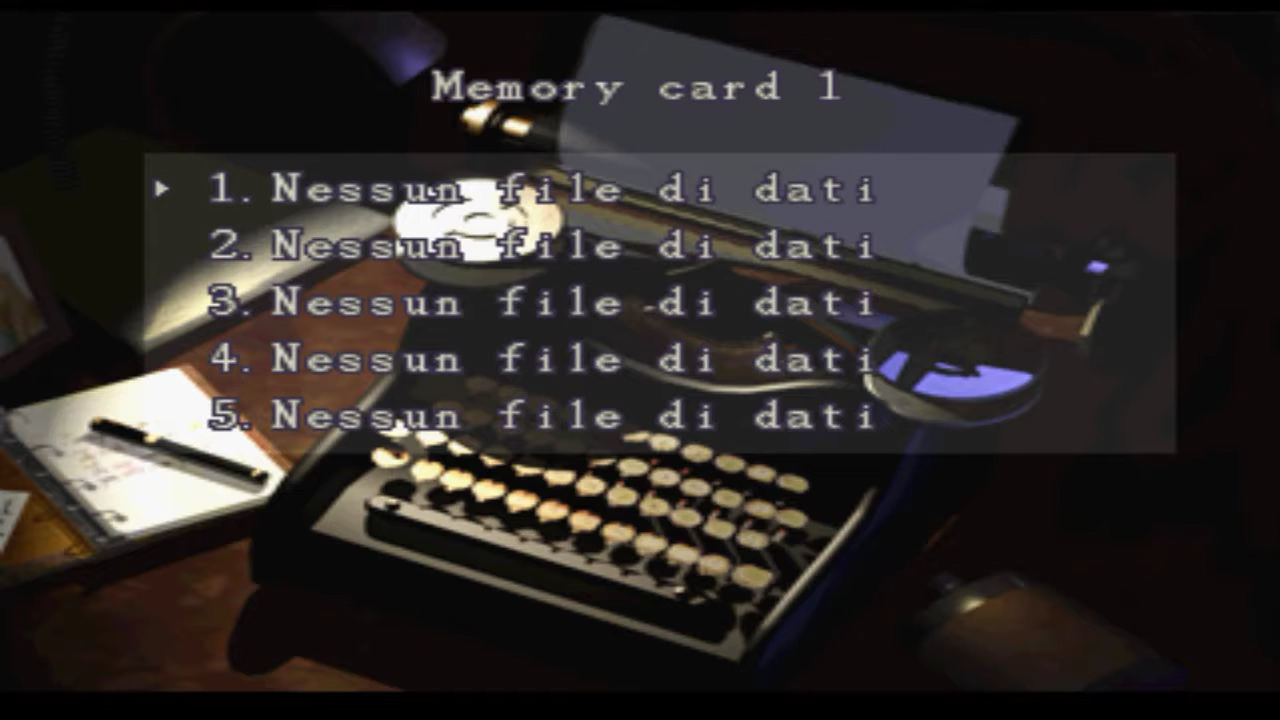 Memory card 1
1. Nessun file di dati
2. Nessun file di dati
3. Nessun file di dati
4. Nessun file di dati
5. Nessun file di dati